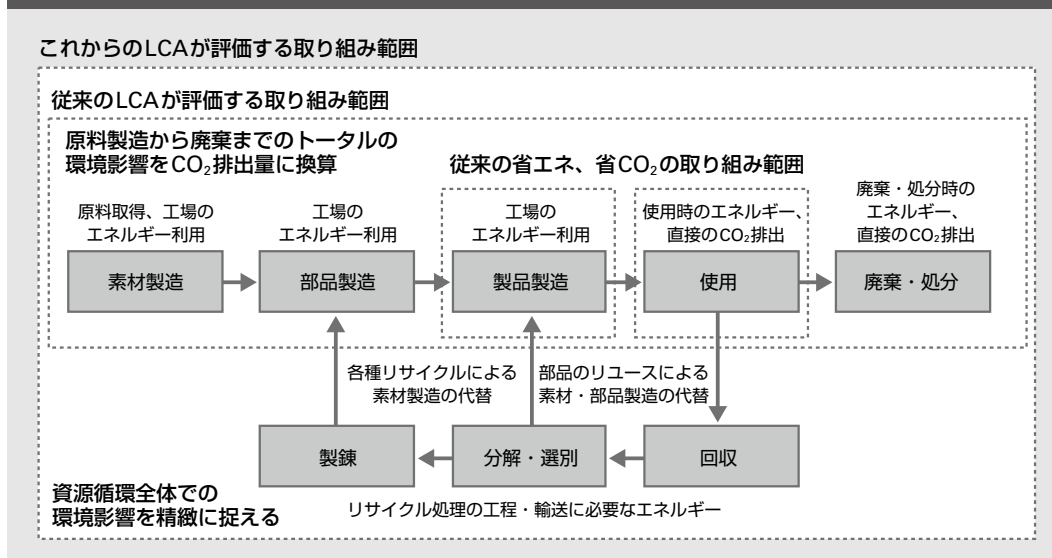 これからのLCAが評価する取り組み範囲
従来のLCAが評価する取り組み範囲
原料製造から廃棄までのトータルの
環境影響をCO₂排出量に換算
従来の省エネ、省CO₂の取り組み範囲
原料取得、工場の
エネルギー利用
素材製造
工場の
エネルギー利用
部品製造
工場の
エネルギー利用
製品製造
使用時のエネルギー、
直接のCO₂排出
使用
廃棄・処分時の
エネルギー、
直接のCO₂排出
廃棄・処分
各種リサイクルによる
素材製造の代替
部品のリユースによる
素材・部品製造の代替
製錬
分解・選別
回収
資源循環全体での
環境影響を精緻に捉える
リサイクル処理の工程・輸送に必要なエネルギー